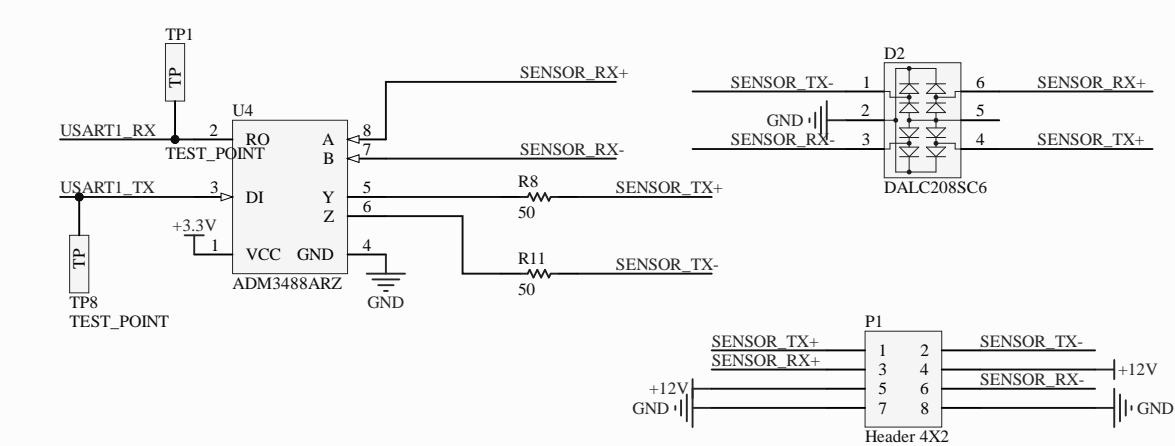 TP1
TP
U4
USART1_RX
2
RO
A
8
SENSOR_RX+
TEST_POINT
B
7
SENSOR_RX-
USART1_TX
3
DI
Y
5
R8
50
SENSOR_TX+
Z
6
+3.3V
1
VCC
GND
4
R11
50
SENSOR_TX-
ADM3488ARZ
GND
TP
TP8
TEST_POINT
D2
SENSOR_TX-
1
6
SENSOR_RX+
GND
2
5
SENSOR_RX-
3
4
SENSOR_TX+
DALC208SC6
P1
SENSOR_TX+
1
2
SENSOR_TX-
SENSOR_RX+
3
4
+12V
+12V
5
6
SENSOR_RX-
GND
7
8
GND
Header 4X2